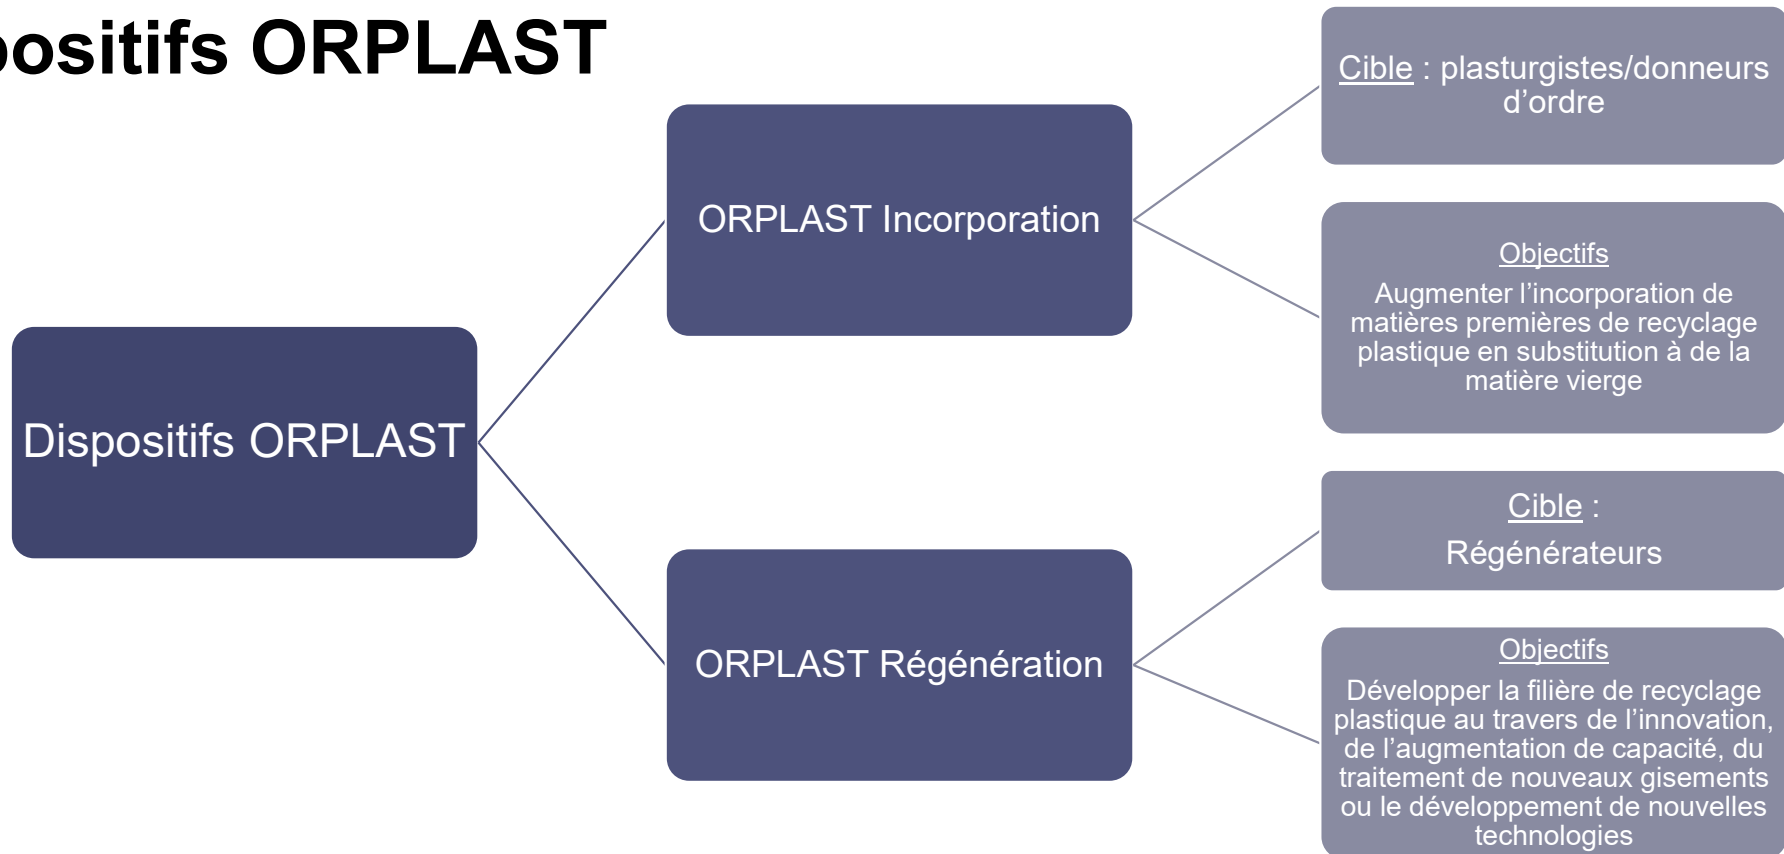 positifs ORPLAST
Dispositifs ORPLAST
ORPLAST Incorporation
Cible : plasturgistes/donneurs
d’ordre
Objectifs
Augmenter l’incorporation de
matières premières de recyclage
plastique en substitution à de la
matière vierge
ORPLAST Régénération
Cible :
Régénérateurs
Objectifs
Développer la filière de recyclage
plastique au travers de l’innovation,
de l’augmentation de capacité, du
traitement de nouveaux gisements
ou le développement de nouvelles
technologies